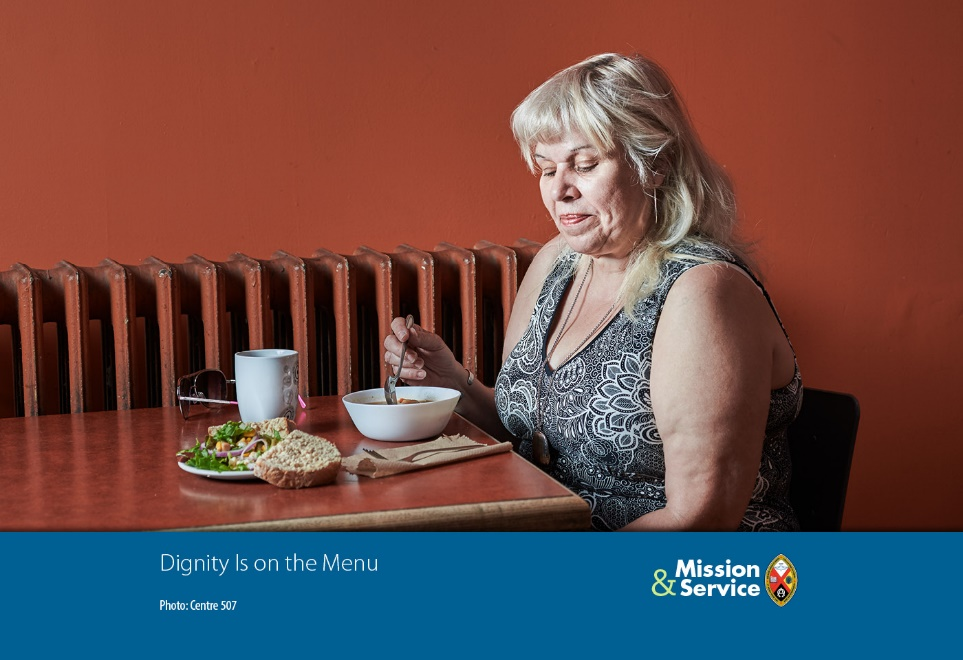 Dignity Is on the Menu
Photo: Centre 507
Mission
& Service